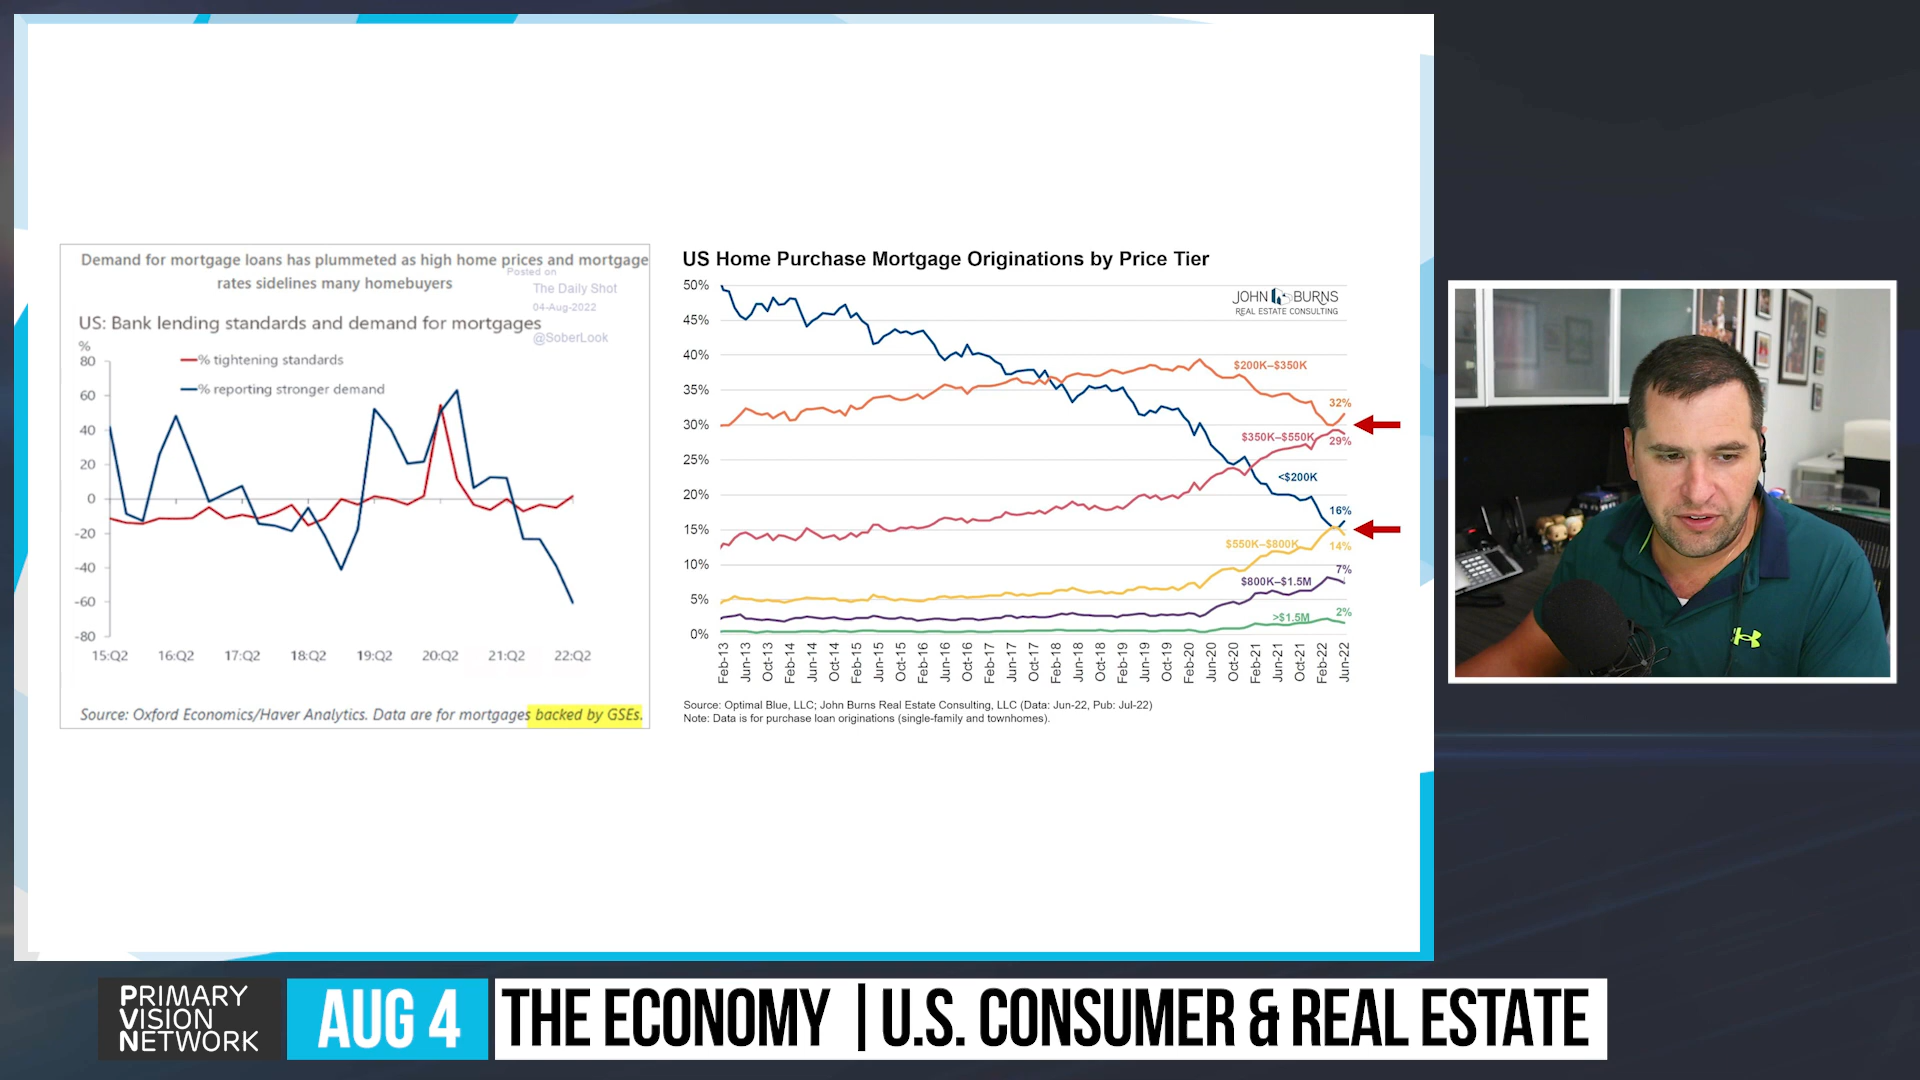 Demand for mortgage loans has plummeted as high home prices and mortgage
rates sidelines many homebuyers
Posted on
The Daily Shot
04-Aug-2022
@SoberLook
US: Bank lending standards and demand for mortgages
%
% tightening standards
% reporting stronger demand
80
60
40
20
0
-20
-40
-60
-80
15:Q2 16:Q2 17:Q2 18:Q2 19:Q2 20:Q2 21:Q2 22:Q2
Source: Oxford Economics/Haver Analytics. Data are for mortgages backed by GSEs.
US Home Purchase Mortgage Originations by Price Tier
JOHN BURNS
REAL ESTATE CONSULTING
50%
45%
40%
35%
30%
25%
20%
15%
10%
5%
0%
$200K–$350K
32%
$350K–$550K
29%
<$200K
16%
$550K–$800K
14%
7%
$800K–$1.5M
2%
>$1.5M
Feb-13 Jun-13 Oct-13 Feb-14 Jun-14 Oct-14 Feb-15 Jun-15 Oct-15 Feb-16 Jun-16 Oct-16 Feb-17 Jun-17 Oct-17 Feb-18 Jun-18 Oct-18 Feb-19 Jun-19 Oct-19 Feb-20 Jun-20 Oct-20 Feb-21 Jun-21 Oct-21 Feb-22 Jun-22
Source: Optimal Blue, LLC; John Burns Real Estate Consulting, LLC (Data: Jun-22, Pub: Jul-22)
Note: Data is for purchase loan originations (single-family and townhomes).
PRIMARY
VISION
NETWORK
AUG 4
THE ECONOMY | U.S. CONSUMER & REAL ESTATE